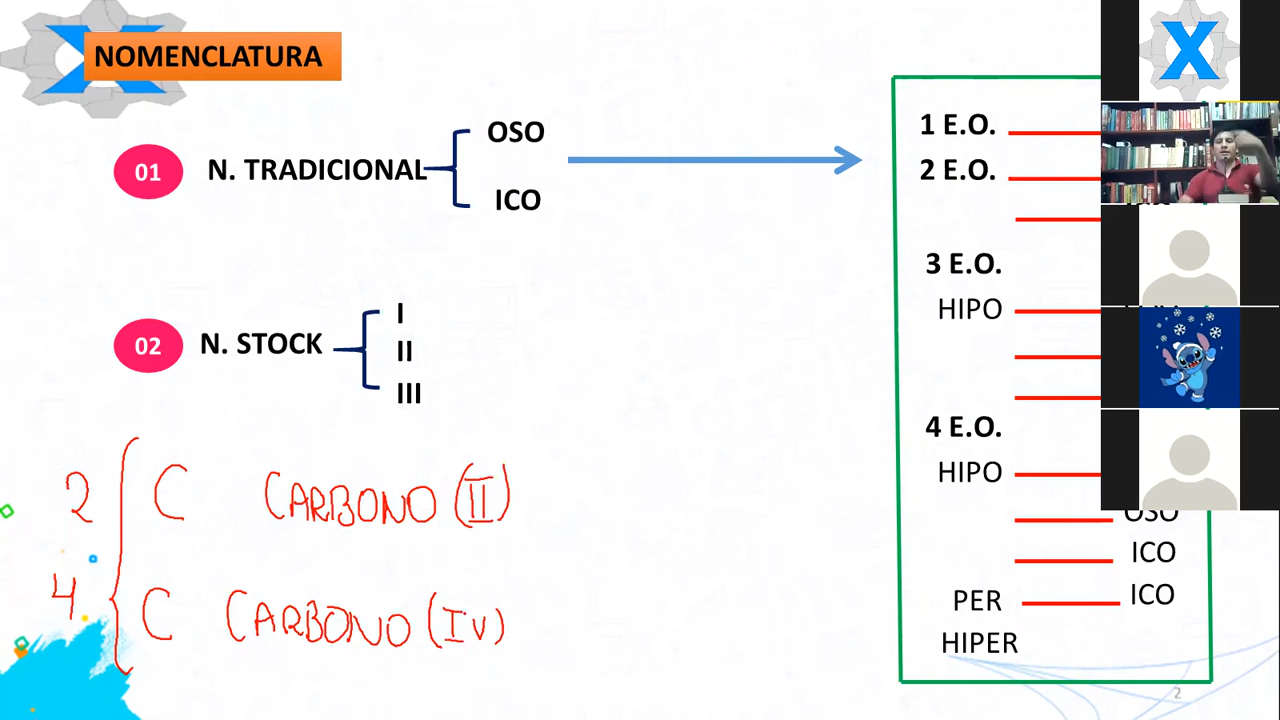 NOMENCLATURA
01 N. TRADICIONAL
OSO
ICO
02 N. STOCK
I
II
III
2 C CARBONO (II)
4 C CARBONO (IV)
1 E.O.
2 E.O.
3 E.O.
HIPO
4 E.O.
HIPO
OSO
ICO
PER ICO
HIPER
2
X